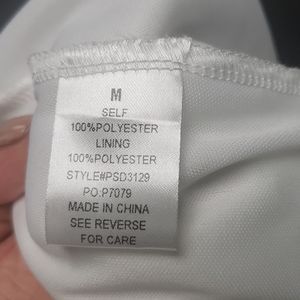 M
SELF
100%POLYESTER
LINING
100%POLYESTER
STYLE#PSD3129
PO.P7079
MADE IN CHINA
SEE REVERSE
FOR CARE